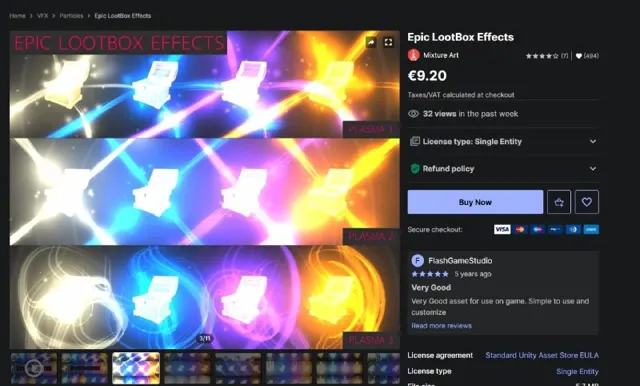 Home > VFX > Particles > Epic LootBox Effects
EPIC LOOTBOX EFFECTS
PLASMA 1
PLASMA 2
PLASMA 3
3/11
Epic LootBox Effects
Mixture Art
(7) | (494)
€9.20
Taxes/VAT calculated at checkout
32 views in the past week
License type: Single Entity
Refund policy
Buy Now
Secure checkout:
VISA
F FlashGameStudio
5 years ago
Very Good
Very Good asset for use on game. Simple to use and
customize
Read more reviews
License agreement Standard Unity Asset Store EULA
License type Single Entity